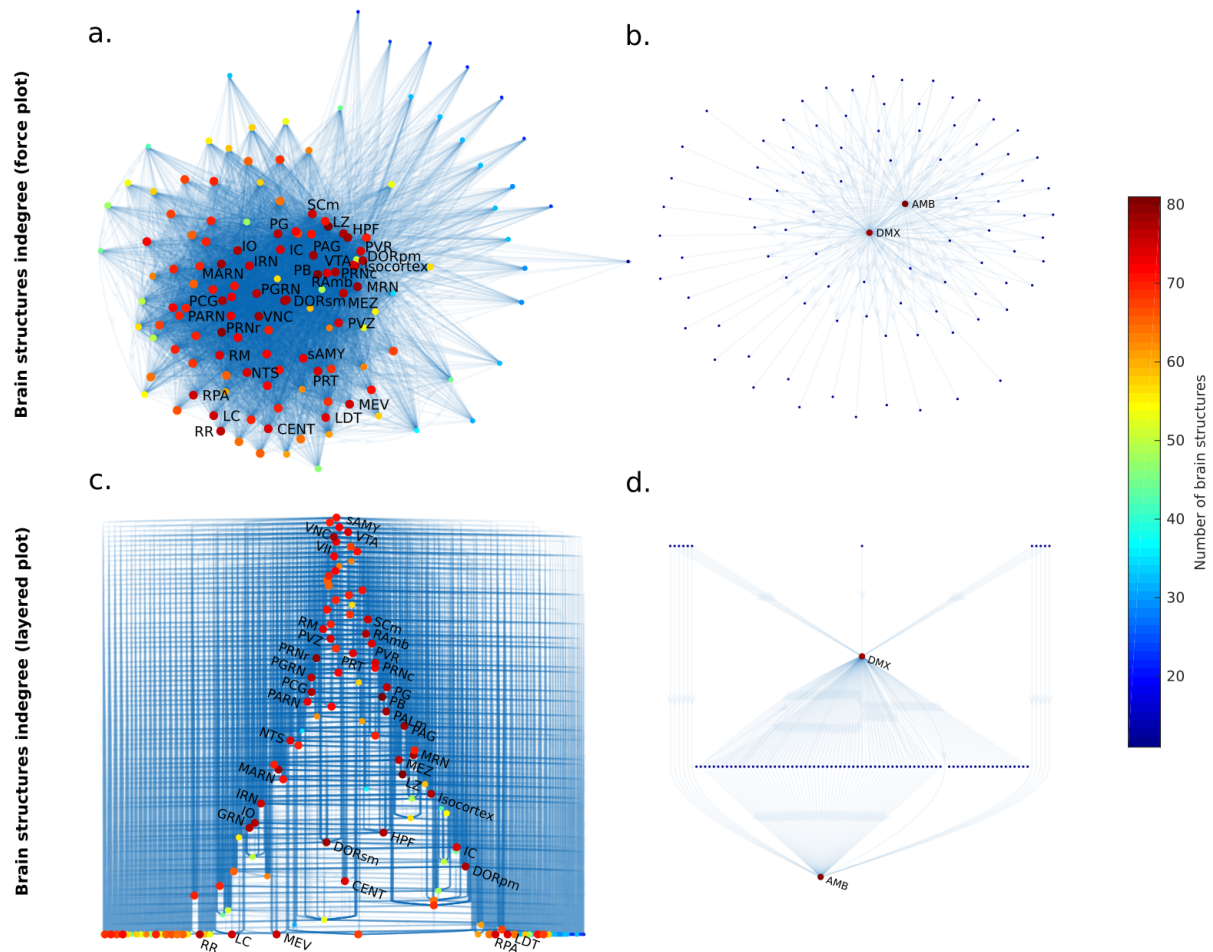 a.
b.
Brain structures indegree (force plot)
SCm
PG
LZ
HPF
IO
IC
PAG
PVR
IRN
VTA
DORpm
MARN
PB
PRNc
Isocortex
RAmb
PGRN
MRN
PCG
DORsm
MEZ
PARN
VNC
PRNr
PVZ
RM
sAMY
NTS
PRT
RPA
MEV
LC
LDT
RR
CENT
AMB
DMX
80
70
60
50
40
30
20
Number of brain structures
c.
d.
Brain structures indegree (layered plot)
sAMY
VNC
VTA
VII
RM
SCm
PVZ
RAmb
PRNr
PVR
PRT
PRNc
PGRN
PCG
PG
PARN
PB
PALm
NTS
PAG
MRN
MARN
MEZ
LZ
IRN
Isocortex
IO
GRN
HPF
DORsm
IC
DORpm
CENT
RR
LC
MEV
RPA
LDT
DMX
AMB